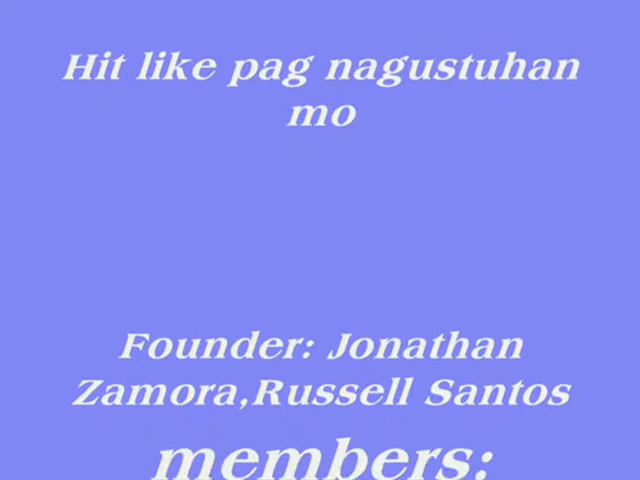 Hit like pag nagustuhan
mo
Founder: Jonathan
Zamora,Russell Santos
members: